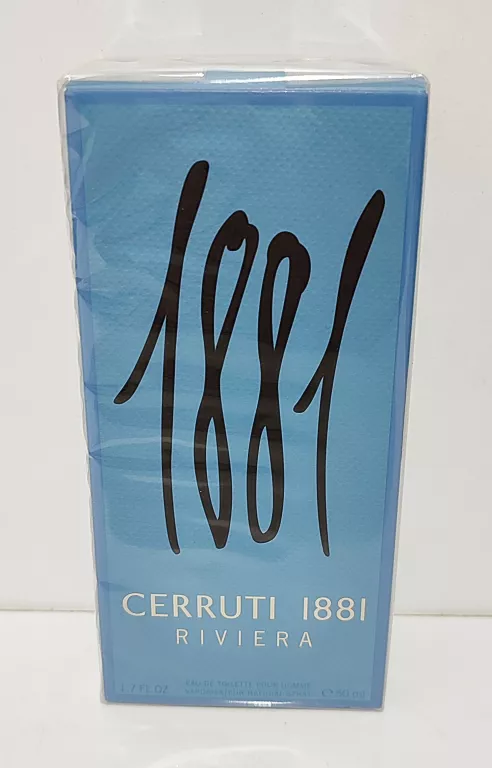 1881
CERRUTI 1881
RIVIERA
EAU DE TOILETTE POUR HOMME
1.7 FL.OZ. VAPORISATEUR NATURAL SPRAY e 50 ml